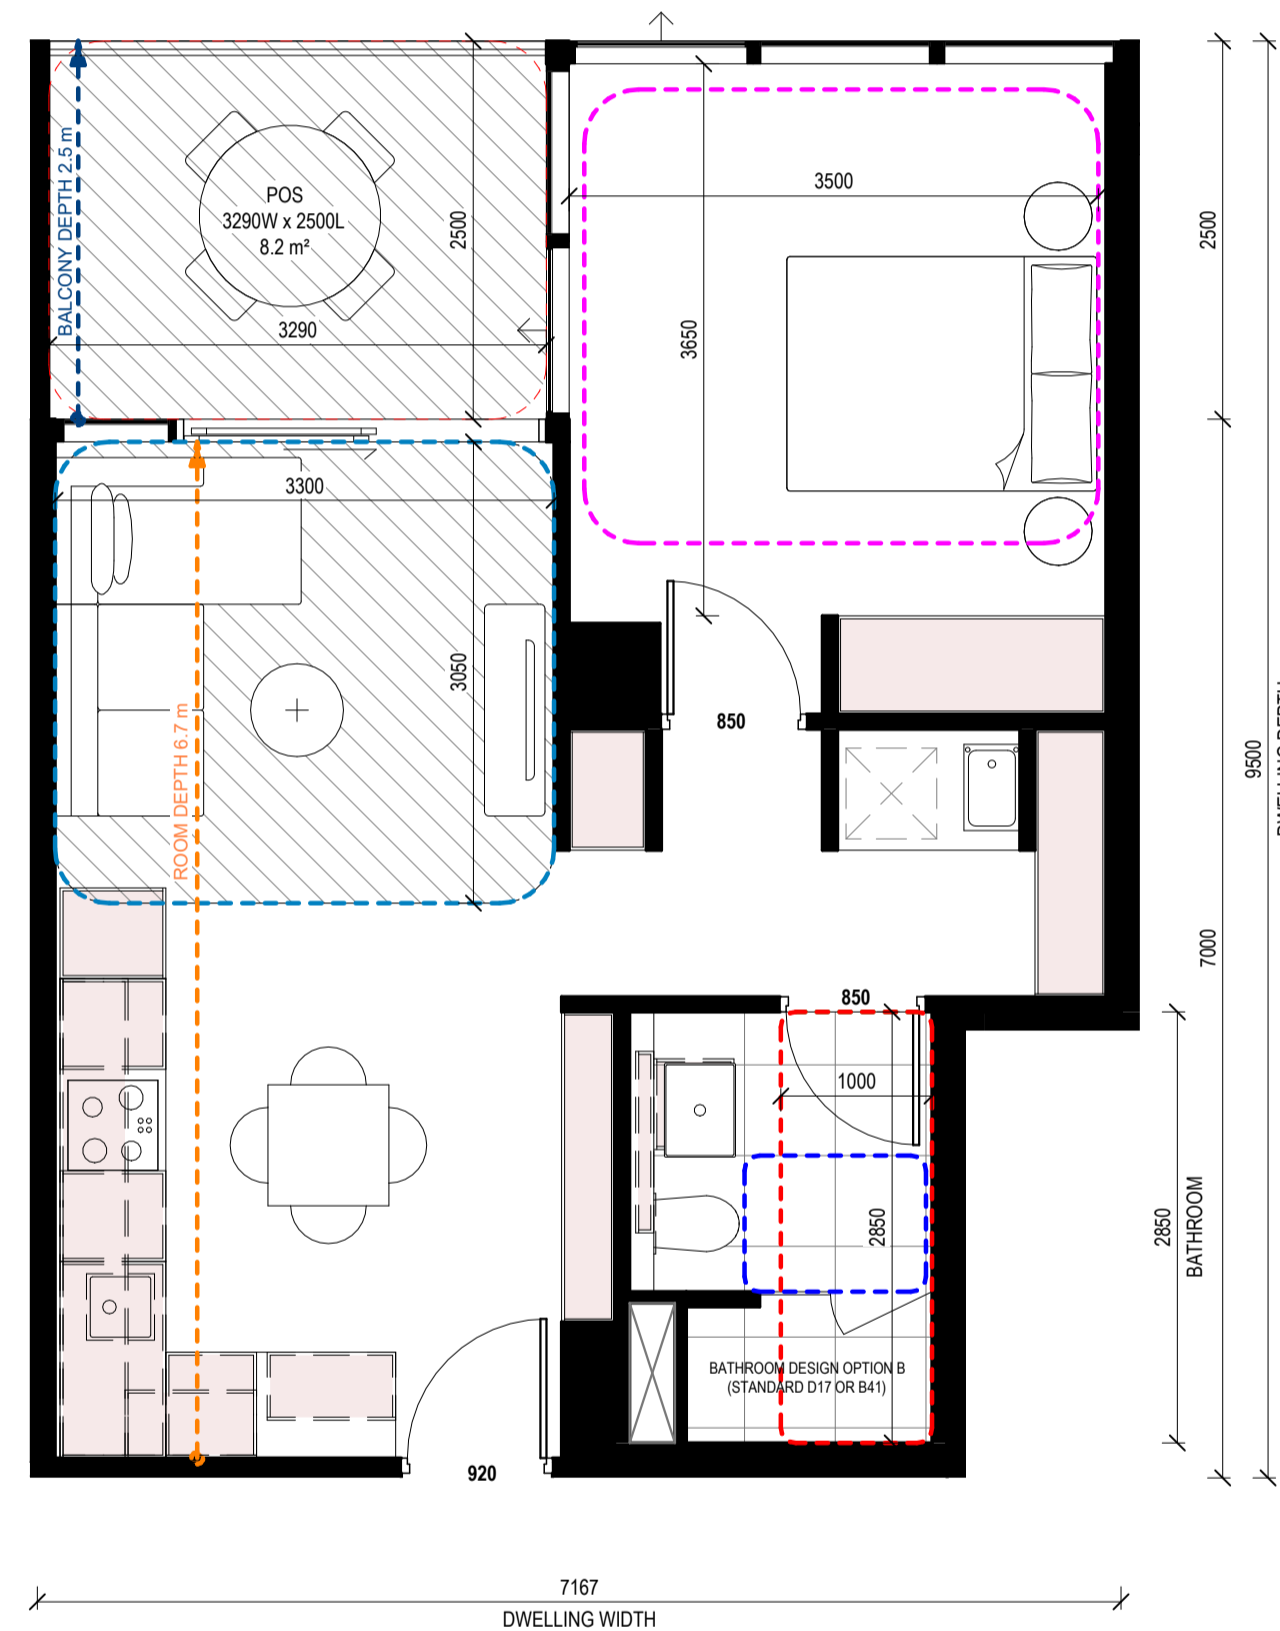 BALCONY DEPTH 2.5 m
POS
3290W x 2500L
8.2 m²
2500
3290
3500
3650
2500
3300
3050
ROOM DEPTH 6.7 m
850
9500
DWELLING DEPTH
7000
850
1000
2850
2850
BATHROOM
BATHROOM DESIGN OPTION B
(STANDARD D17 OR B41)
920
7167
DWELLING WIDTH